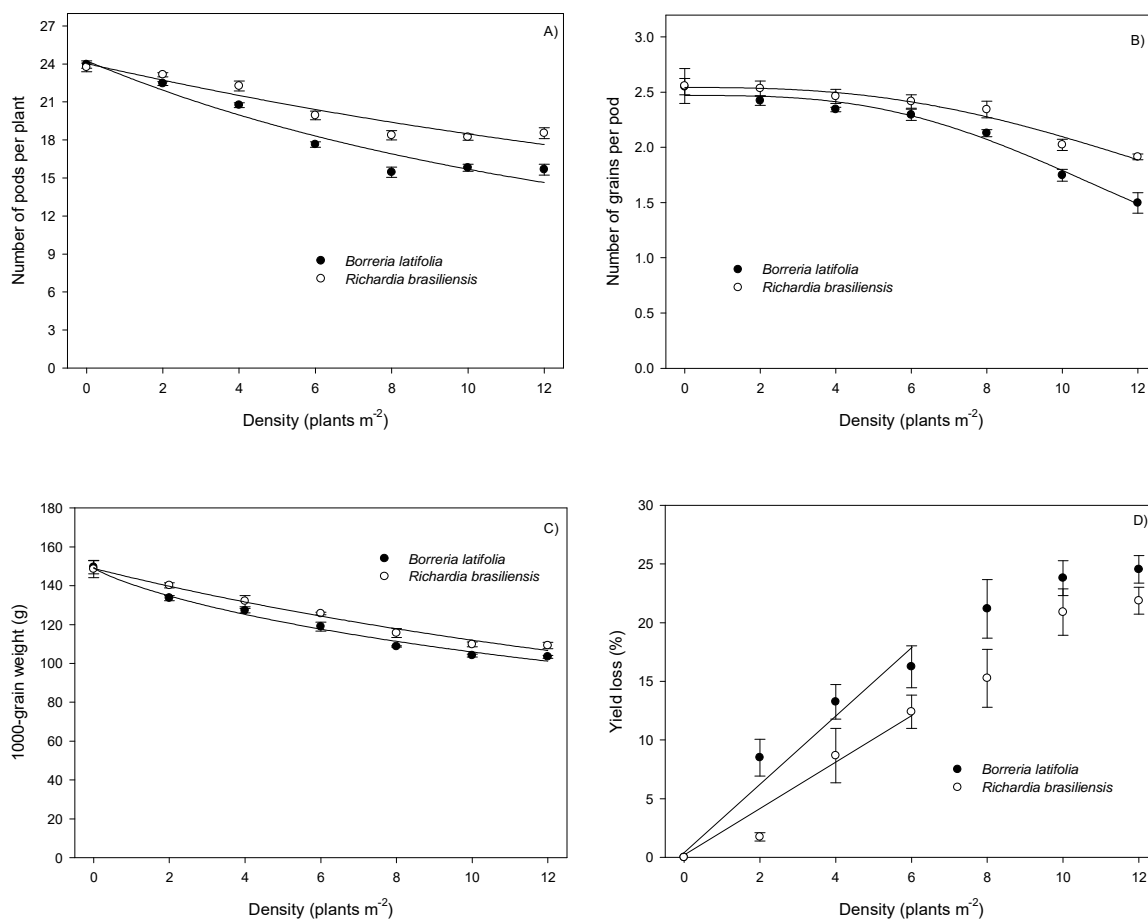 A)
24
21
18
15
12
9
6
3
0
Number of pods per plant
Borreria latifolia
Richardia brasiliensis
0 2 4 6 8 10 12
Density (plants m⁻²)
B)
3.0
2.5
2.0
1.5
1.0
0.5
0.0
Number of grains per pod
Borreria latifolia
Richardia brasiliensis
0 2 4 6 8 10 12
Density (plants m⁻²)
C)
180
160
140
120
100
80
60
40
20
0
1000-grain weight (g)
Borreria latifolia
Richardia brasiliensis
0 2 4 6 8 10 12
Density (plants m⁻²)
D)
30
25
20
15
10
5
0
Yield loss (%)
Borreria latifolia
Richardia brasiliensis
0 2 4 6 8 10 12
Density (plants m⁻²)